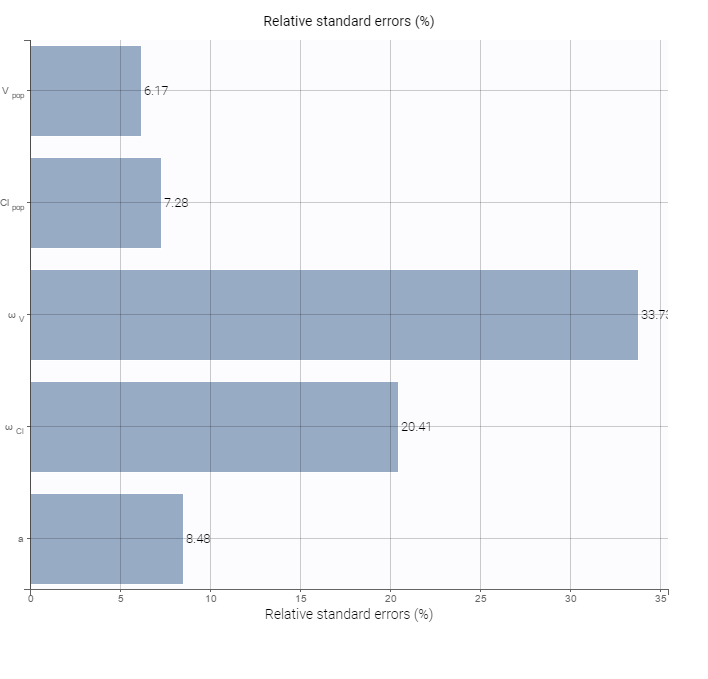 Relative standard errors (%)
V pop
6.17
Cl pop
7.28
ω V
ω Cl
20.41
a
8.48
0 5 10 15 20 25 30 35
Relative standard errors (%)